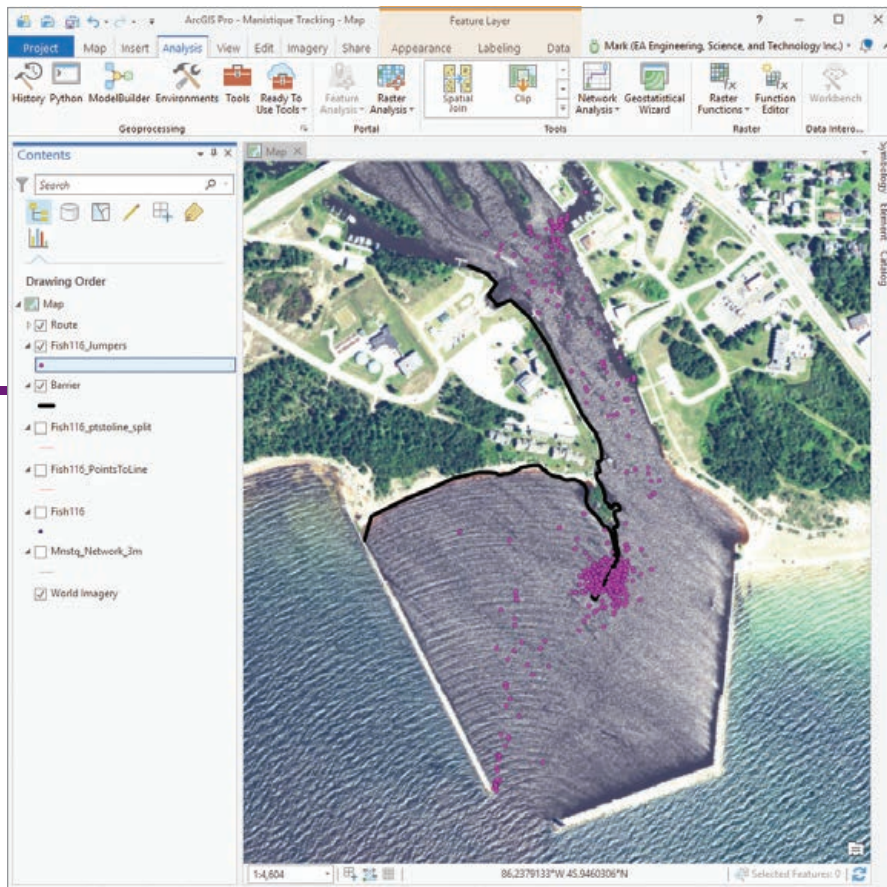 ArcGIS Pro - Manistique Tracking - Map
Feature Layer
?
Project Map Insert Analysis View Edit Imagery Share Appearance Labeling Data Mark (EA Engineering, Science, and Technology Inc.)
History Python ModelBuilder Environments Tools Ready To Use Tools Feature Analysis Raster Analysis Spatial Join Clip Network Analysis Geostatistical Wizard Raster Functions Function Editor Workbench
Geoprocessing Portal Tools Raster Data Intero...
Contents
Map
Search
Symbology Element Catalog
Drawing Order
Map
Route
Fish116_Jumpers
Barrier
Fish116_ptstoline_split
Fish116_PointsToLine
Fish116
Mnstq_Network_3m
World Imagery
1:4,604
86.2379133°W 45.9460306°N
Selected Features: 0